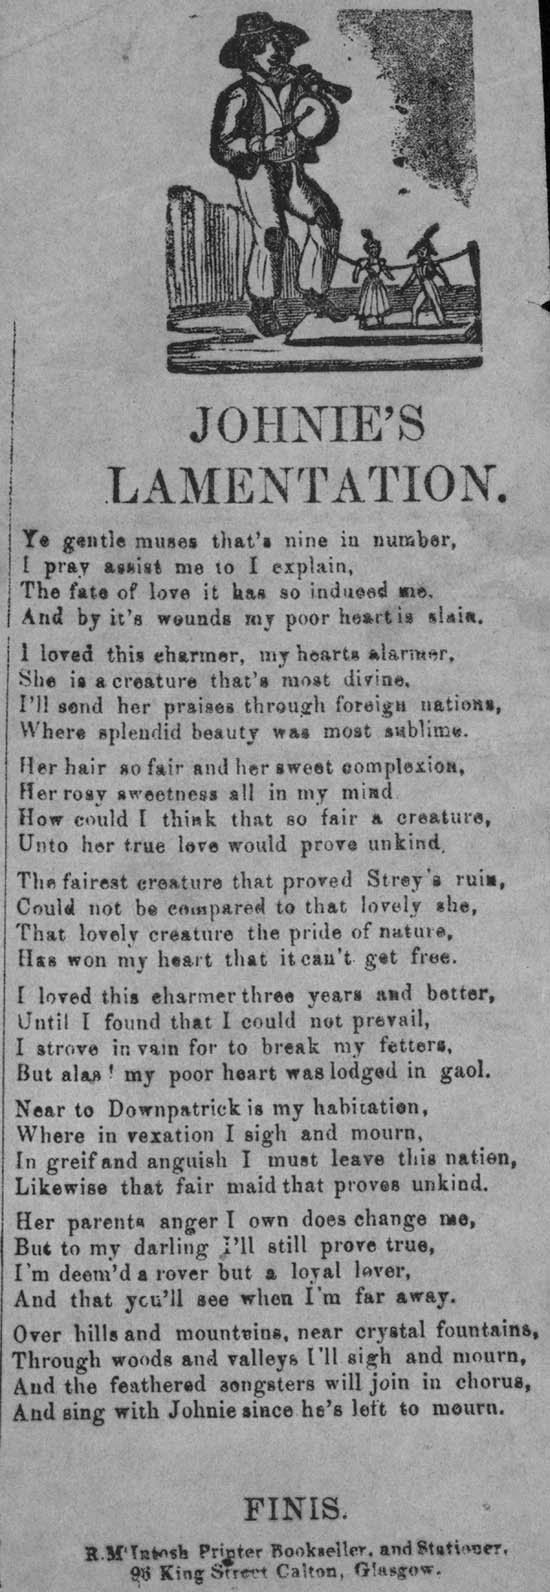 JOHNIE'S
LAMENTATION.
Ye gentle muses that's nine in number,
I pray assist me to I explain,
The fate of love it has so induced me.
And by it's wounds my poor heart is slain.
I loved this charmer, my hearts alarmer,
She is a creature that's most divine.
I'll send her praises through foreign nations,
Where splendid beauty was most sublime.
Her hair so fair and her sweet complexion,
Her rosy sweetness all in my mind
How could I think that so fair a creature,
Unto her true love would prove unkind,
The fairest creature that proved Strey's ruin,
Could not be compared to that lovely she,
That lovely creature the pride of nature,
Has won my heart that it can't get free.
I loved this charmer three years and better,
Until I found that I could not prevail,
I strove in vain for to break my fetters,
But alas! my poor heart was lodged in gaol.
Near to Downpatrick is my habitation,
Where in vexation I sigh and mourn,
In greif and anguish I must leave this nation,
Likewise that fair maid that proves unkind.
Her parents anger I own does change me,
But to my darling I'll still prove true,
I'm deem'd a rover but a loyal lover,
And that you'll see when I'm far away.
Over hills and mountains, near crystal fountains,
Through woods and valleys I'll sigh and mourn,
And the feathered songsters will join in chorus,
And sing with Johnie since he's left to mourn.
FINIS.
R. M'Intosh Printer Bookseller, and Stationer,
96 King Street Calton, Glasgow.